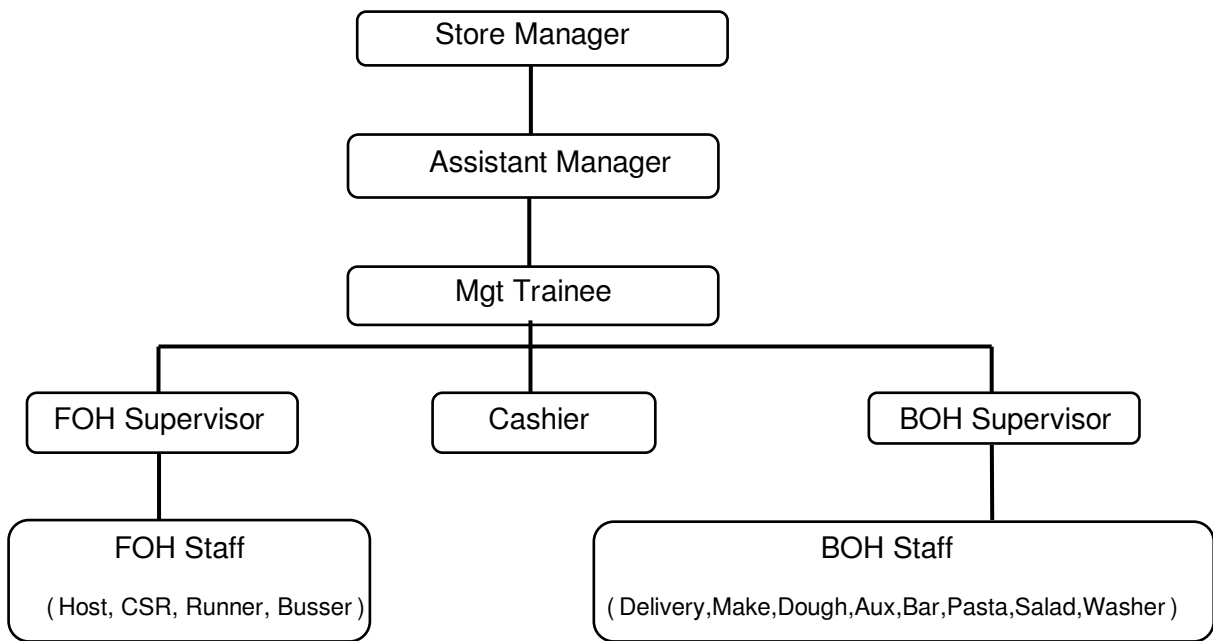 Store Manager
Assistant Manager
Mgt Trainee
FOH Supervisor
Cashier
BOH Supervisor
FOH Staff
(Host, CSR, Runner, Busser)
BOH Staff
(Delivery,Make,Dough,Aux,Bar,Pasta,Salad,Washer)